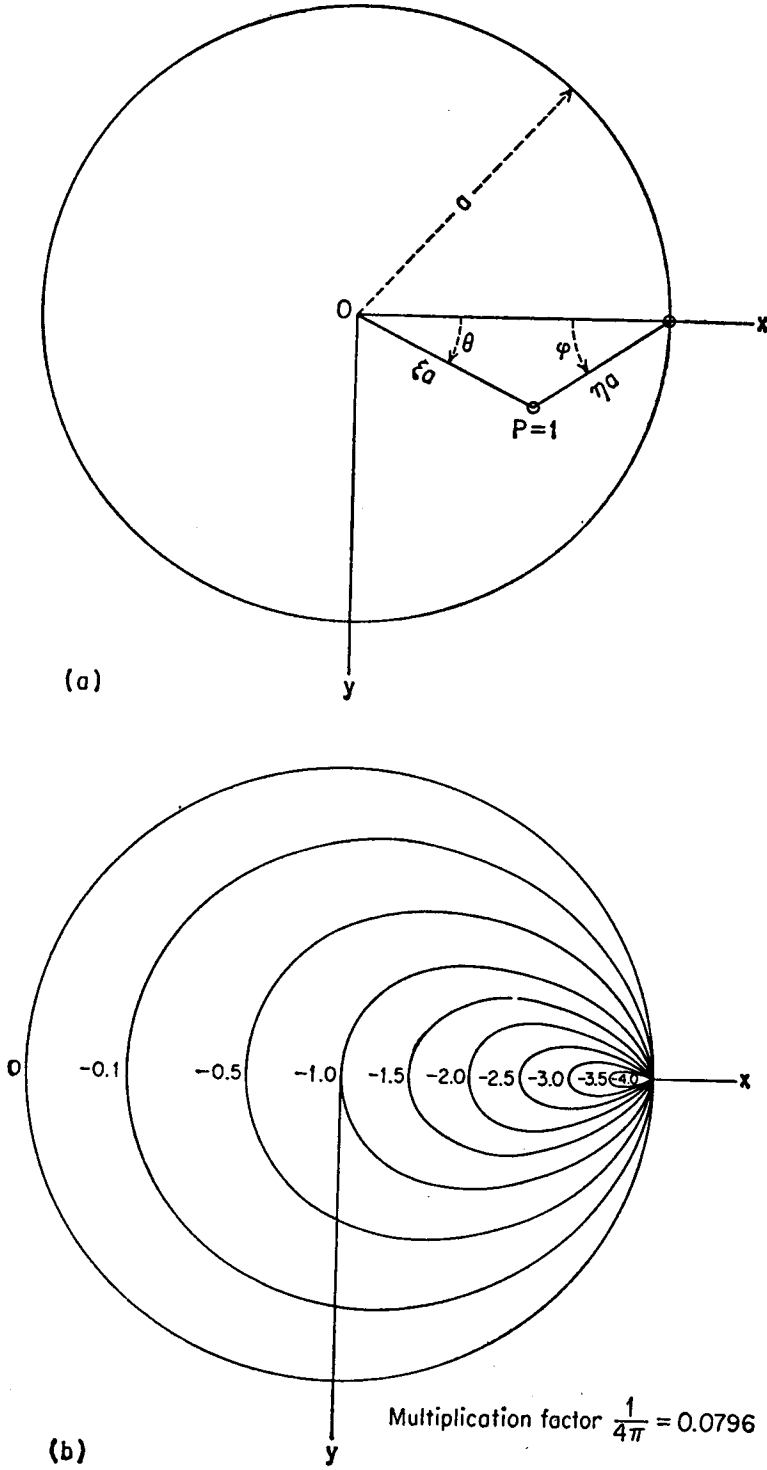 a
O
x
θ
φ
ξa
ηa
P=1
(a)
y
0 -0.1 -0.5 -1.0 -1.5 -2.0 -2.5 -3.0 -3.5 -4.0 x
Multiplication factor 1/4π = 0.0796
(b)
y